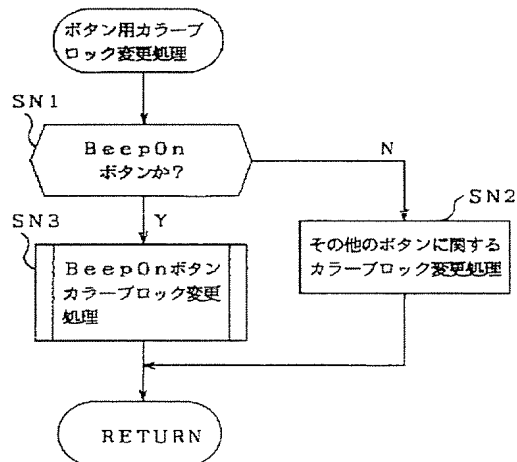 ボタン用カラーブ
ロック変更処理
SN1
BeepOn
ボタンか?
N
SN2
SN3
Y
その他のボタンに関する
カラーブロック変更処理
BeepOnボタン
カラーブロック変更
処理
RETURN